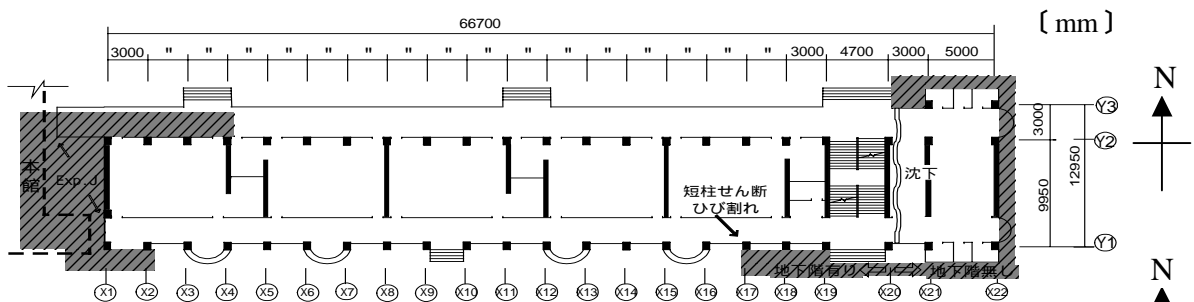 66700
〔mm〕
3000 〃 〃 〃 〃 〃 〃 〃 〃 〃 〃 〃 〃 〃 〃 〃 〃 3000 4700 3000 5000
N
Y3
3000
Y2
本館
Exp.J
沈下
短柱せん断
ひび割れ
9950
12950
Y1
地下階有り
地下階無し
X1 X2 X3 X4 X5 X6 X7 X8 X9 X10 X11 X12 X13 X14 X15 X16 X17 X18 X19 X20 X21 X22
N